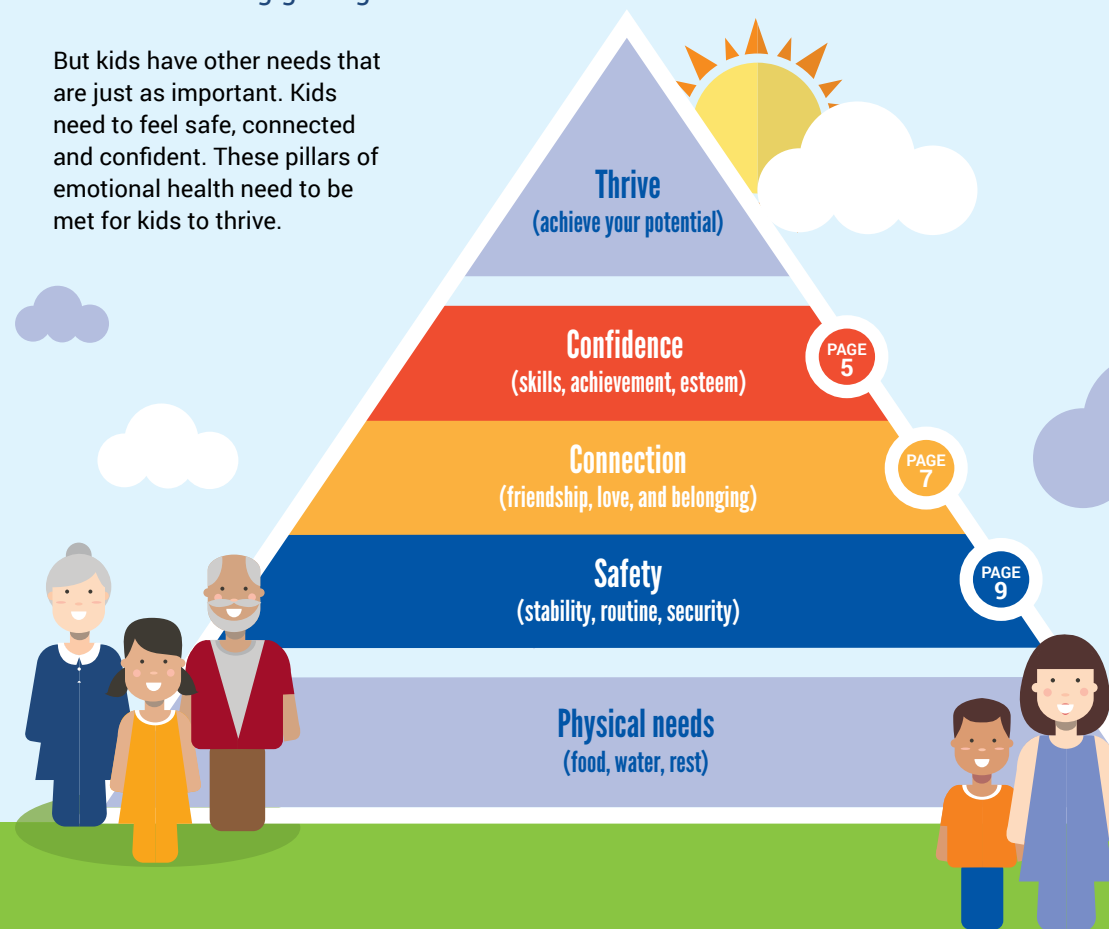 But kids have other needs that
are just as important. Kids
need to feel safe, connected
and confident. These pillars of
emotional health need to be
met for kids to thrive.
Thrive
(achieve your potential)
Confidence
(skills, achievement, esteem)
PAGE
5
Connection
(friendship, love, and belonging)
PAGE
7
Safety
(stability, routine, security)
PAGE
9
Physical needs
(food, water, rest)